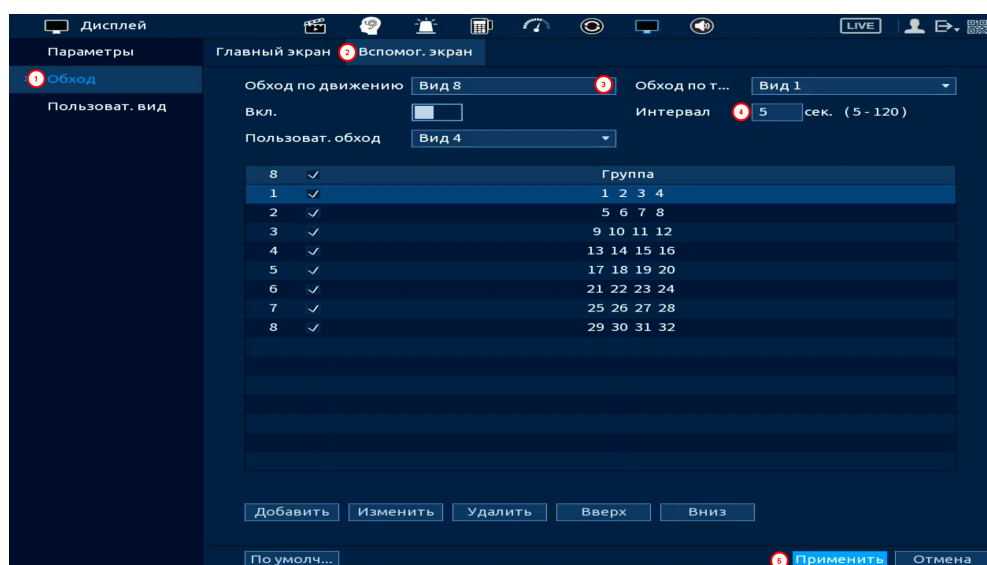 Дисплей LIVE
Параметры Главный экран 2 Вспомог. экран
1 Обход
Обход по движению Вид 8 3 Обход по т... Вид 1
Пользоват. вид
Вкл. Интервал 4 5 сек. (5-120)
Пользоват. обход Вид 4
8 Группа
1 1 2 3 4
2 5 6 7 8
3 9 10 11 12
4 13 14 15 16
5 17 18 19 20
6 21 22 23 24
7 25 26 27 28
8 29 30 31 32
Добавить Изменить Удалить Вверх Вниз
По умолч... 5 Применить Отмена